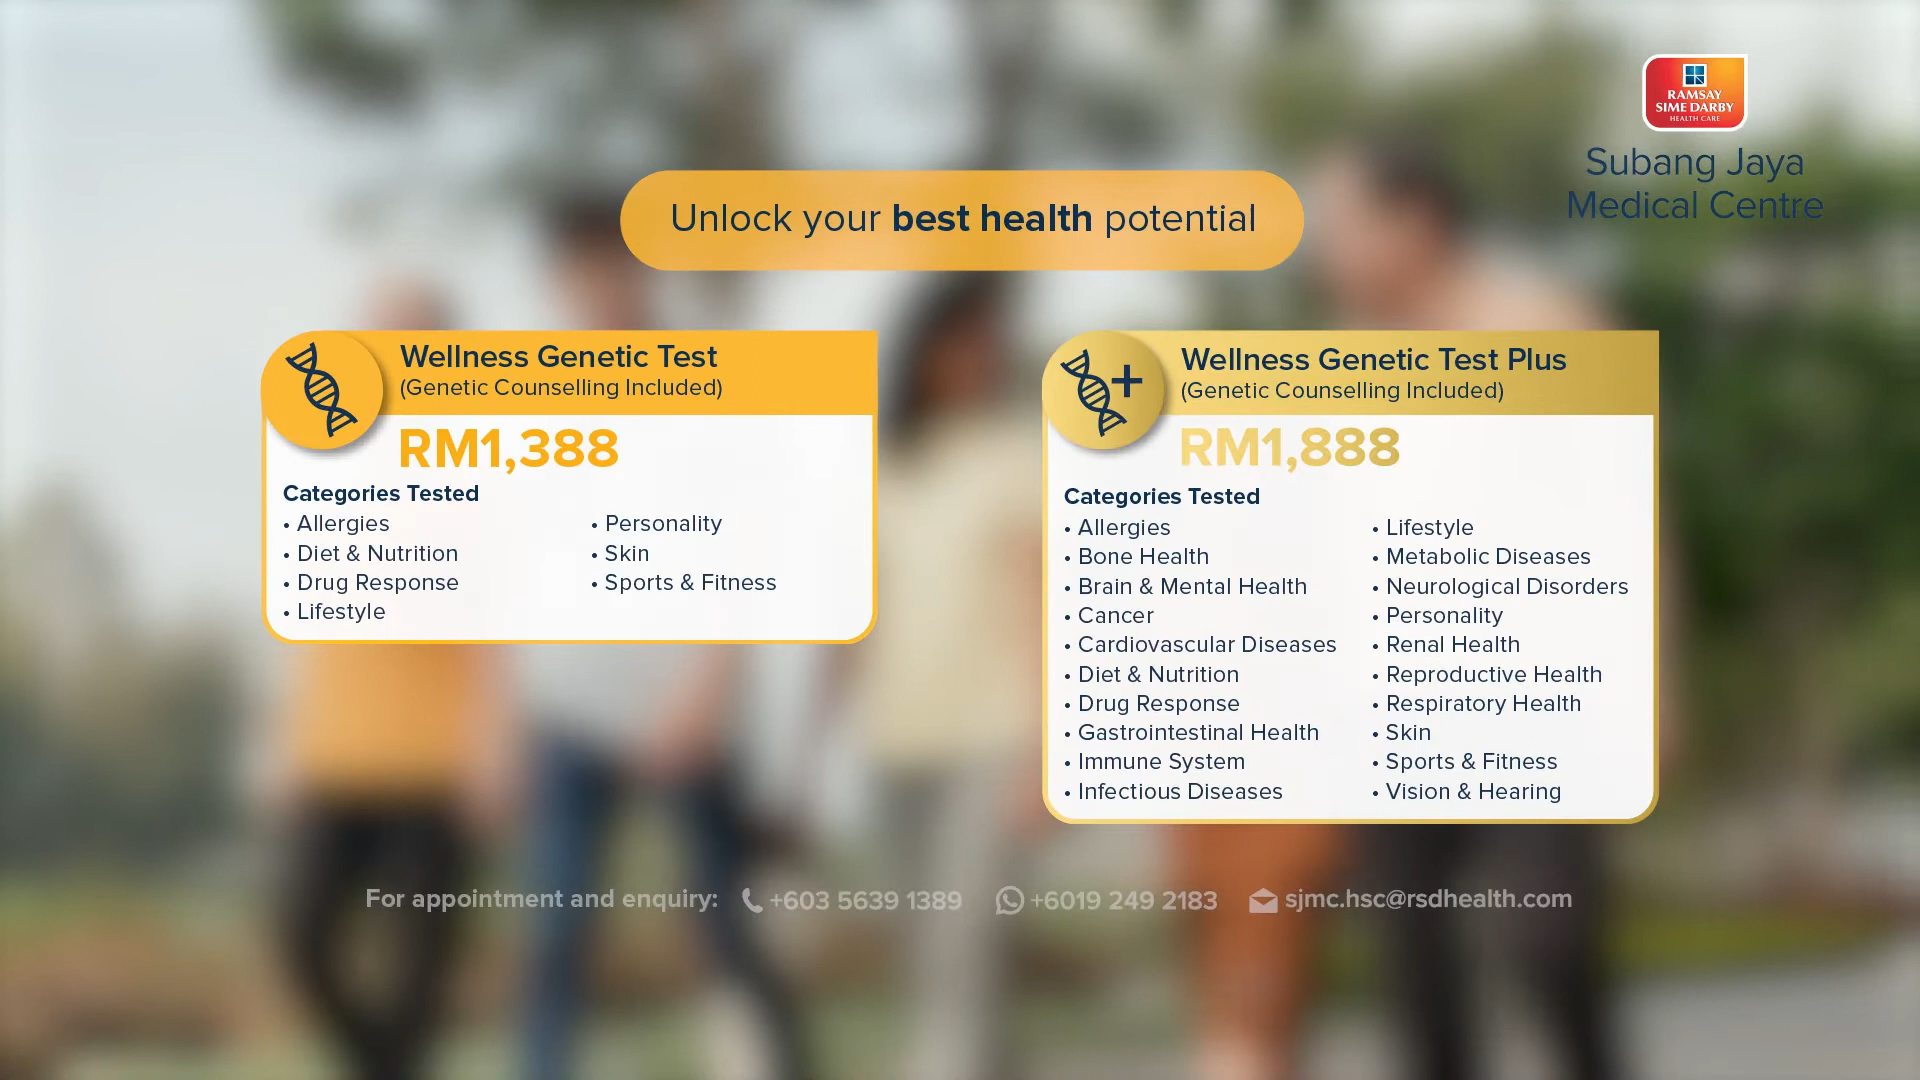 RAMSAY
SIME DARBY
HEALTH CARE
Subang Jaya
Medical Centre
Unlock your best health potential
Wellness Genetic Test
(Genetic Counselling Included)
RM1,388
Categories Tested
• Allergies
• Diet & Nutrition
• Drug Response
• Lifestyle
• Personality
• Skin
• Sports & Fitness
Wellness Genetic Test Plus
(Genetic Counselling Included)
RM1,888
Categories Tested
• Allergies
• Bone Health
• Brain & Mental Health
• Cancer
• Cardiovascular Diseases
• Diet & Nutrition
• Drug Response
• Gastrointestinal Health
• Immune System
• Infectious Diseases
• Lifestyle
• Metabolic Diseases
• Neurological Disorders
• Personality
• Renal Health
• Reproductive Health
• Respiratory Health
• Skin
• Sports & Fitness
• Vision & Hearing
For appointment and enquiry: +603 5639 1389 +6019 249 2183 sjmc.hsc@rsdhealth.com